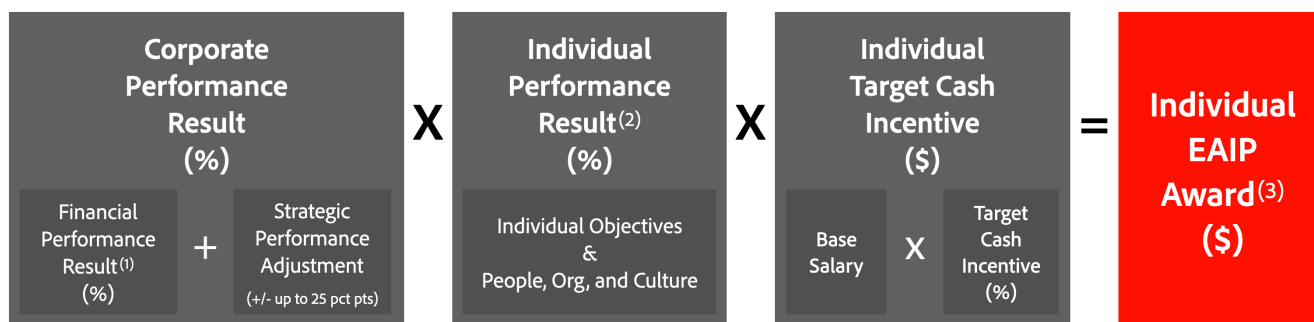 Corporate
Performance
Result
(%)
Financial
Performance
Result(1)
(%)
+
Strategic
Performance
Adjustment
(+/- up to 25 pct pts)
X
Individual
Performance
Result(2)
(%)
Individual Objectives
&
People, Org, and Culture
X
Individual
Target Cash
Incentive
($)
Base
Salary
X
Target
Cash
Incentive
(%)
=
Individual
EAIP
Award(3)
($)